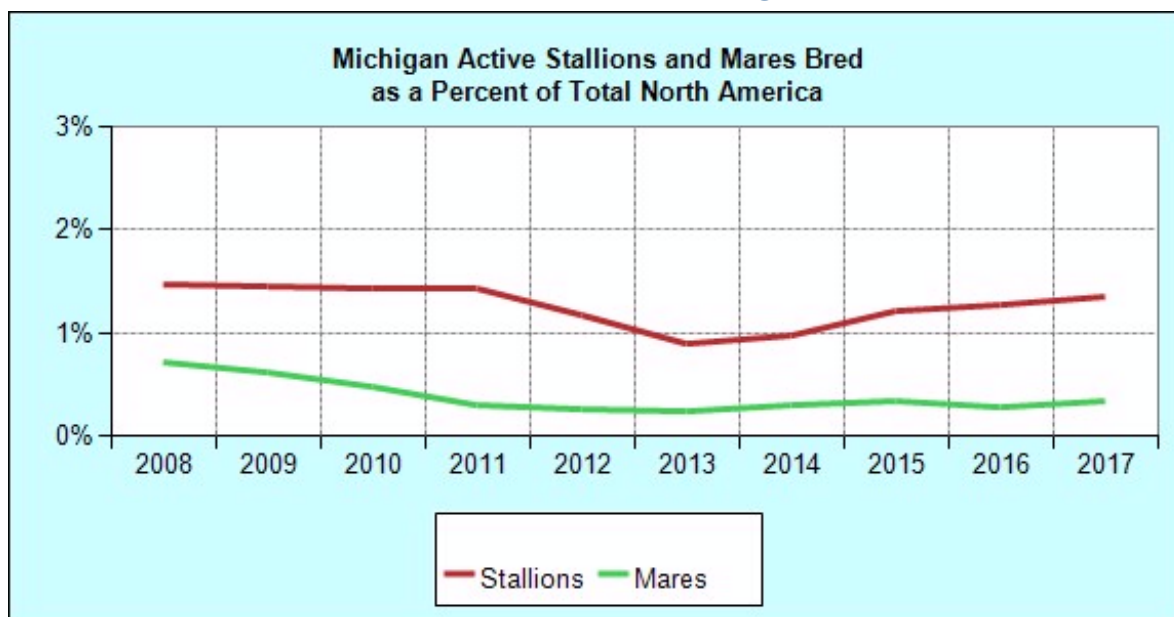 Michigan Active Stallions and Mares Bred
as a Percent of Total North America
3%
2%
1%
0%
2008 2009 2010 2011 2012 2013 2014 2015 2016 2017
Stallions Mares